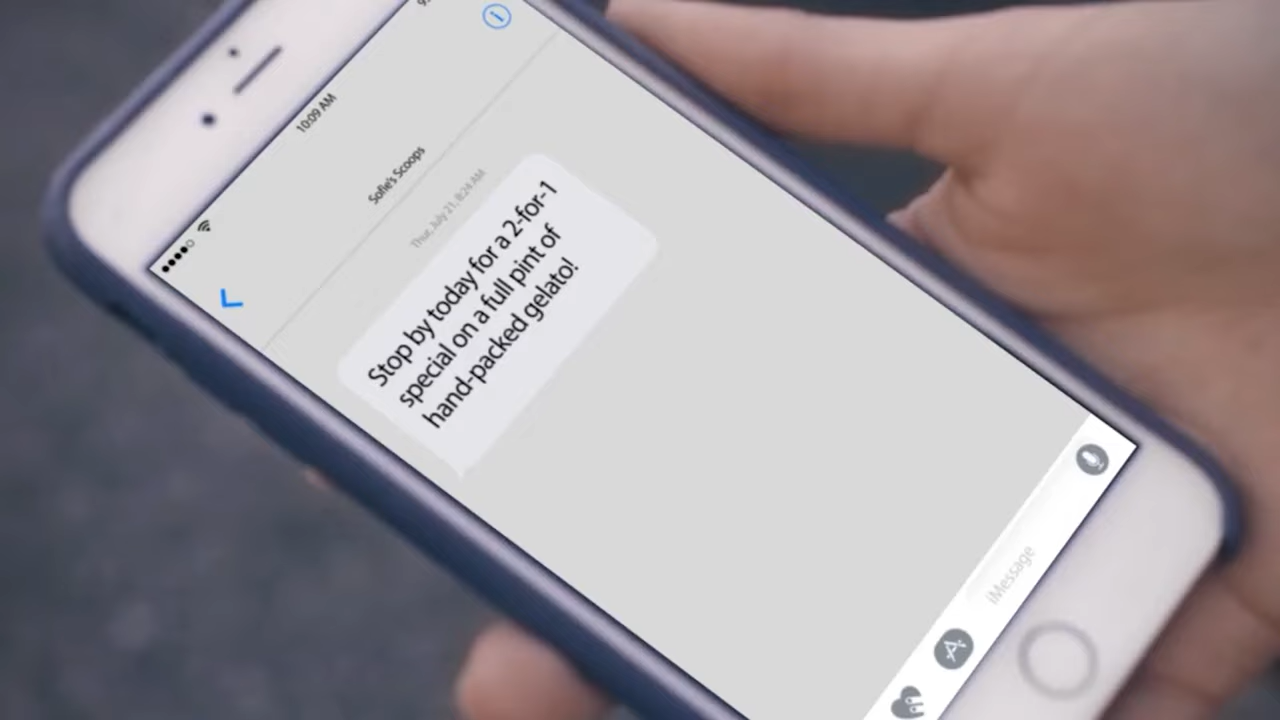 10:09 AM
Sofie's Scoops
Thur, July 21, 8:24 AM
Stop by today for a 2-for-1
special on a full pint of
hand-packed gelato!
iMessage